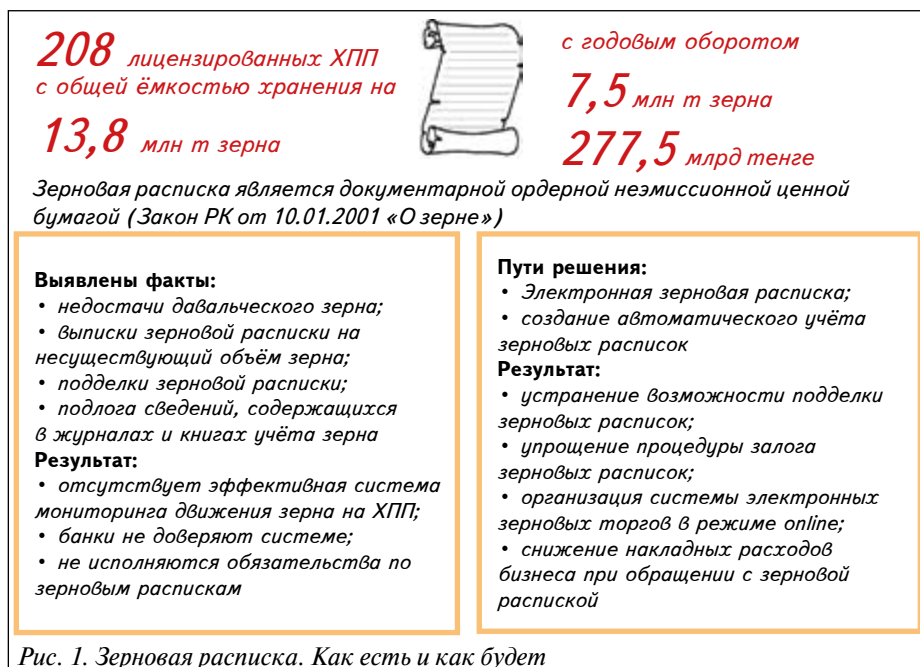 208 лицензированных ХПП
с общей ёмкостью хранения на
13,8 млн т зерна
с годовым оборотом
7,5 млн т зерна
277,5 млрд тенге
Зерновая расписка является документарной ордерной неэмиссионной ценной
бумагой (Закон РК от 10.01.2001 «О зерне»)
Выявлены факты:
• недостачи давальческого зерна;
• выписки зерновой расписки на
несуществующий объём зерна;
• подделки зерновой расписки;
• подлога сведений, содержащихся
в журналах и книгах учёта зерна
Результат:
• отсутствует эффективная система
мониторинга движения зерна на ХПП;
• банки не доверяют системе;
• не исполняются обязательства по
зерновым распискам
Пути решения:
• Электронная зерновая расписка;
• создание автоматического учёта
зерновых расписок
Результат:
• устранение возможности подделки
зерновых расписок;
• упрощение процедуры залога
зерновых расписок;
• организация системы электронных
зерновых торгов в режиме online;
• снижение накладных расходов
бизнеса при обращении с зерновой
распиской
Рис. 1. Зерновая расписка. Как есть и как будет